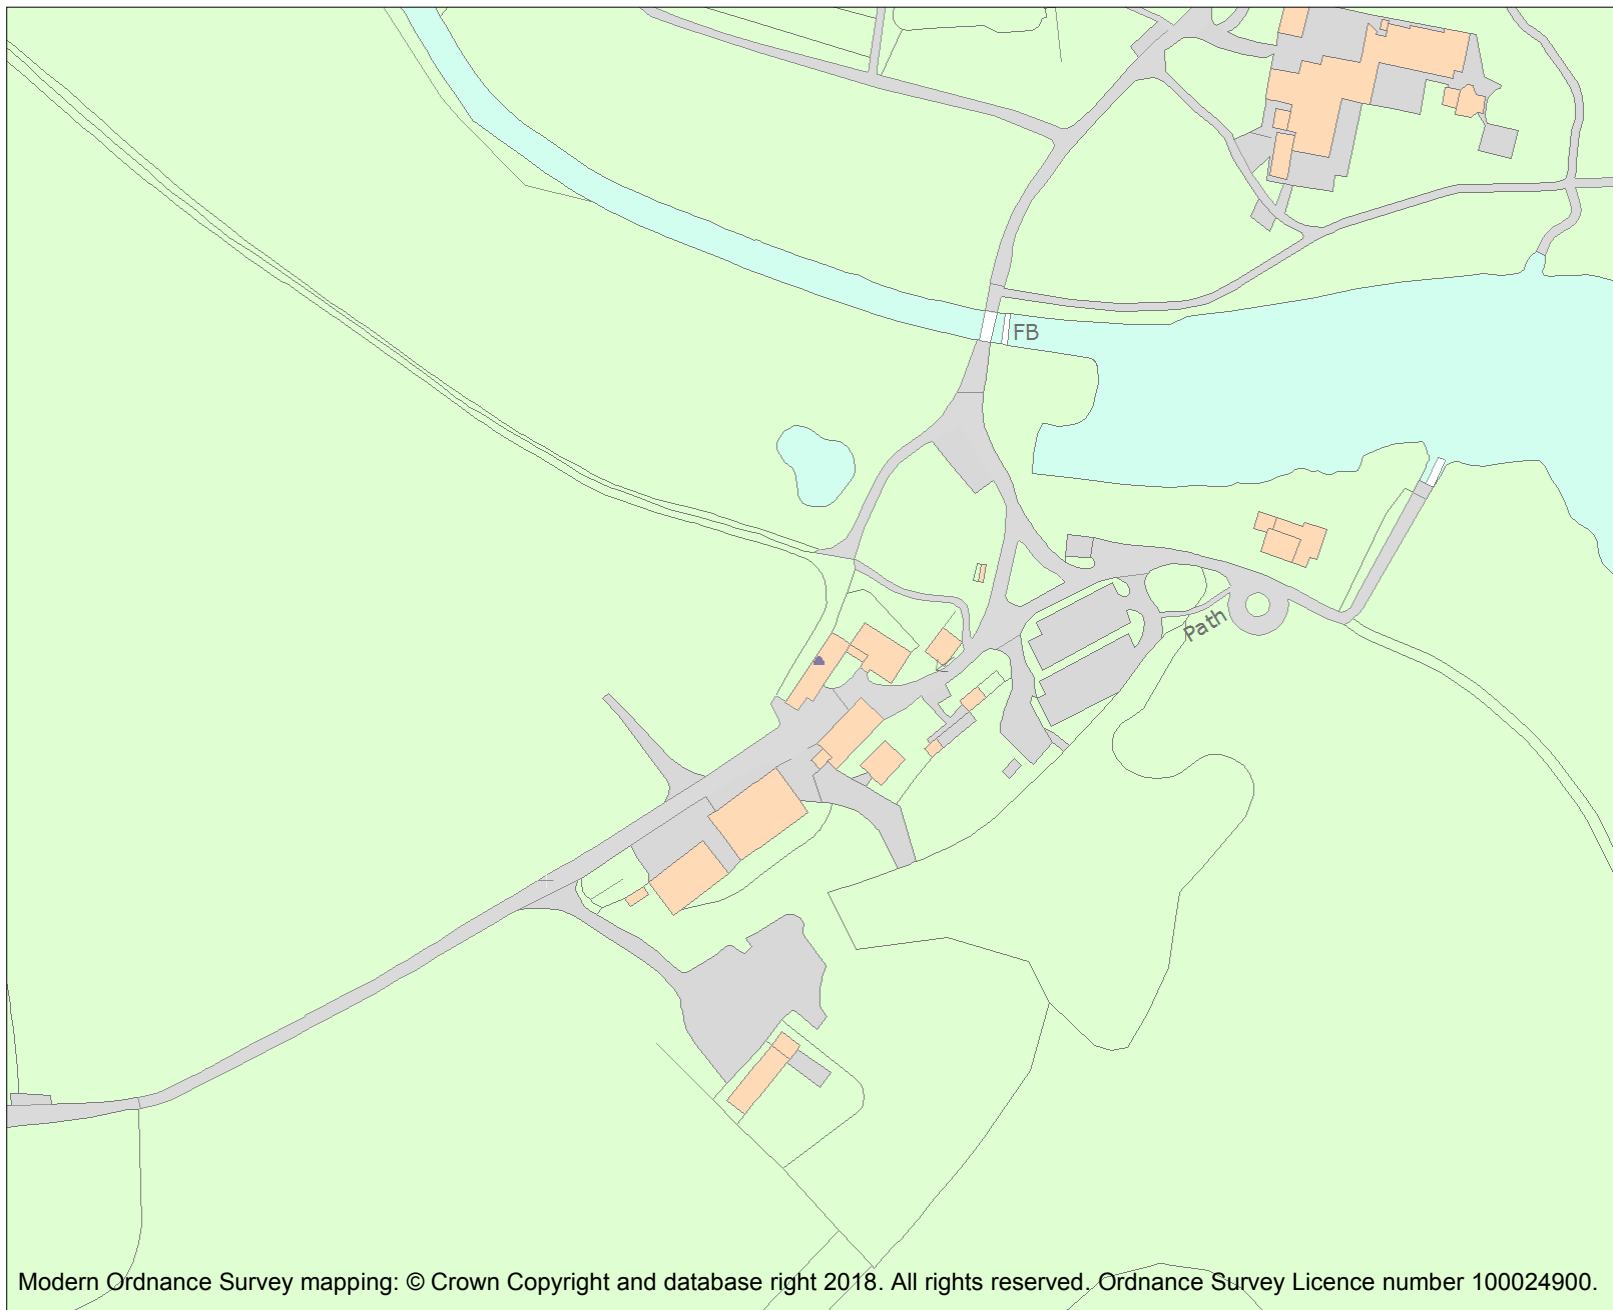 FB
Path
Modern Ordnance Survey mapping: © Crown Copyright and database right 2018. All rights reserved. Ordnance Survey Licence number 100024900.